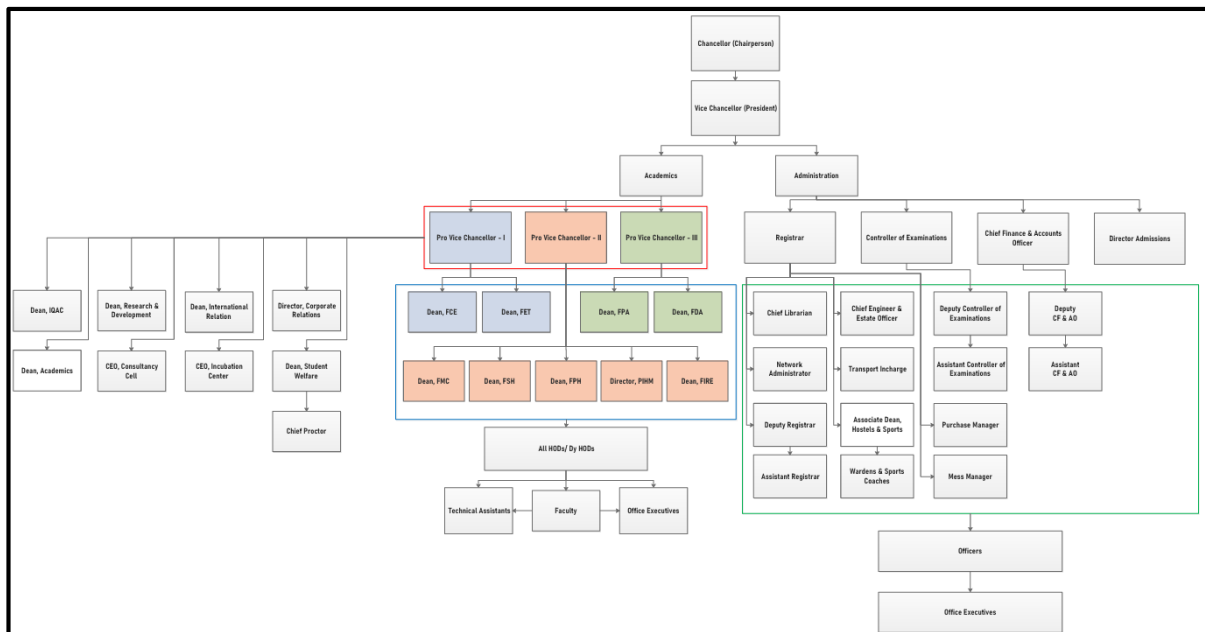 Chancellor (Chairperson)
Vice Chancellor (President)
Academics
Administration
Pro Vice Chancellor - I
Pro Vice Chancellor - II
Pro Vice Chancellor - III
Registrar
Controller of Examinations
Chief Finance & Accounts
Officer
Director Admissions
Dean, IQAC
Dean, Research &
Development
Dean, International
Relation
Director, Corporate
Relations
Dean, Academics
CEO, Consultancy
Cell
CEO, Incubation
Center
Dean, Student
Welfare
Chief Proctor
Dean, FCE
Dean, FET
Dean, FPA
Dean, FDA
Dean, FMC
Dean, FSH
Dean, FPH
Director, PIHM
Dean, FIRE
All HODs/ Dy HODs
Technical Assistants
Faculty
Office Executives
Chief Librarian
Chief Engineer &
Estate Officer
Deputy Controller of
Examinations
Deputy
CF & AO
Network
Administrator
Transport Incharge
Assistant Controller of
Examinations
Assistant
CF & AO
Deputy Registrar
Associate Dean,
Hostels & Sports
Purchase Manager
Assistant Registrar
Wardens & Sports
Coaches
Mess Manager
Officers
Office Executives